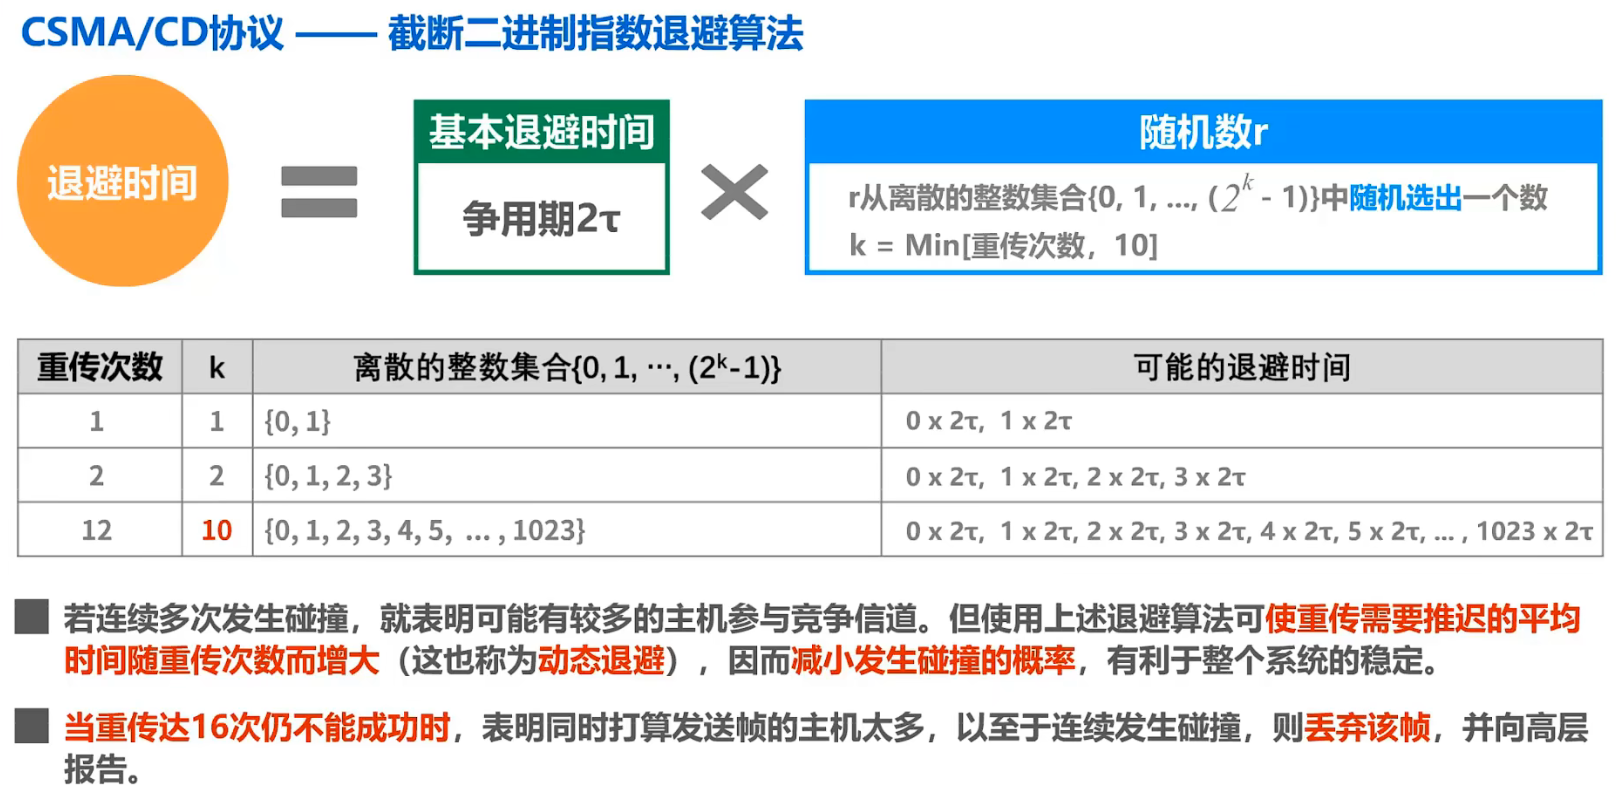 CSMA/CD协议 —— 截断二进制指数退避算法
退避时间
=
基本退避时间
争用期2τ
×
随机数r
r从离散的整数集合{0, 1, ..., (2^k - 1)}中随机选出一个数
k = Min[重传次数，10]
重传次数 k 离散的整数集合{0, 1, ···, (2^k-1)} 可能的退避时间
1 1 {0, 1} 0 x 2τ, 1 x 2τ
2 2 {0, 1, 2, 3} 0 x 2τ, 1 x 2τ, 2 x 2τ, 3 x 2τ
12 10 {0, 1, 2, 3, 4, 5, ... , 1023} 0 x 2τ, 1 x 2τ, 2 x 2τ, 3 x 2τ, 4 x 2τ, 5 x 2τ, ... , 1023 x 2τ
若连续多次发生碰撞，就表明可能有较多的主机参与竞争信道。但使用上述退避算法可使重传需要推迟的平均
时间随重传次数而增大（这也称为动态退避），因而减小发生碰撞的概率，有利于整个系统的稳定。
当重传达16次仍不能成功时，表明同时打算发送帧的主机太多，以至于连续发生碰撞，则丢弃该帧，并向高层
报告。